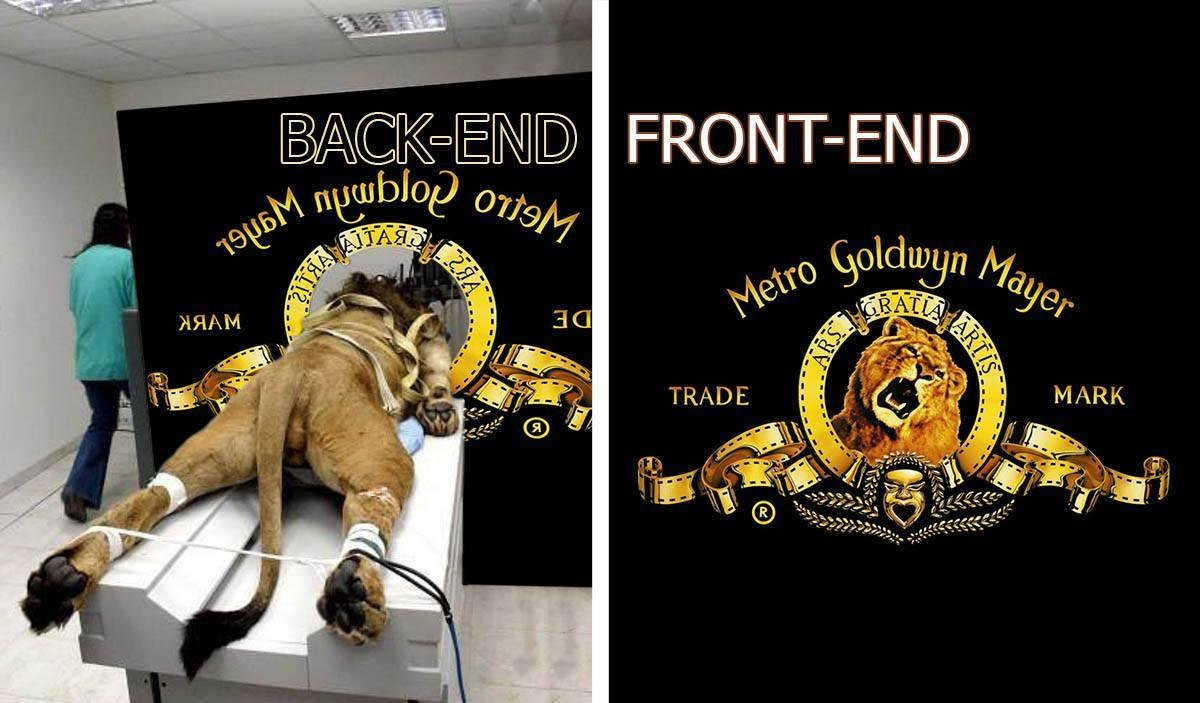 BACK-END
Metro Goldwyn Mayer
ARS GRATIA ARTIS
MARK
DE
®
FRONT-END
Metro Goldwyn Mayer
ARS GRATIA ARTIS
TRADE MARK
®